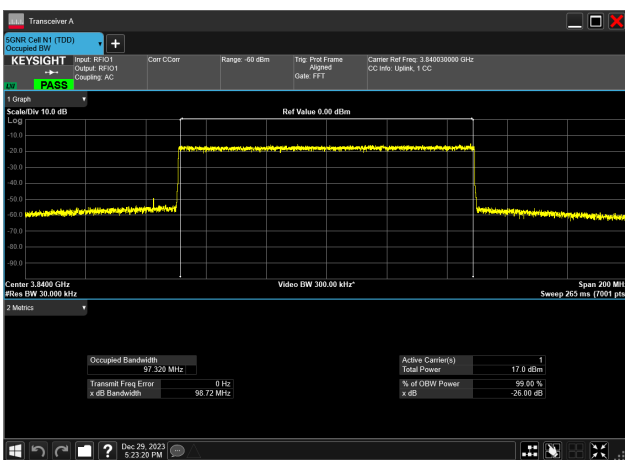 Transceiver A
5GNR Cell N1 (TDD)
Occupied BW
KEYSIGHT
LXI
PASS
Input: RFIO1
Output: RFIO1
Coupling: AC
Corr CCorr
Range: -60 dBm
Trig: Prot Frame
Aligned
Gate: FFT
Carrier Ref Freq: 3.840030000 GHz
CC Info: Uplink, 1 CC
1 Graph
Scale/Div 10.0 dB
Ref Value 0.00 dBm
Log
-10.0
-20.0
-30.0
-40.0
-50.0
-60.0
-70.0
-80.0
-90.0
Center 3.8400 GHz
Video BW 300.00 kHz*
Span 200 MHz
#Res BW 30.000 kHz
Sweep 265 ms (7001 pts
2 Metrics
Occupied Bandwidth
97.320 MHz
Active Carrier(s) 1
Total Power 17.0 dBm
Transmit Freq Error 0 Hz
x dB Bandwidth 98.72 MHz
% of OBW Power 99.00 %
x dB -26.00 dB
Dec 29, 2023
5:23:20 PM